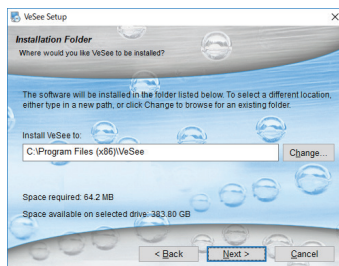 VeSee Setup
Installation Folder
Where would you like VeSee to be installed?
The software will be installed in the folder listed below. To select a different location,
either type in a new path, or click Change to browse for an existing folder.
Install VeSee to:
C:\Program Files (x86)\VeSee
Change...
Space required: 64.2 MB
Space available on selected drive: 383.80 GB
< Back
Next >
Cancel